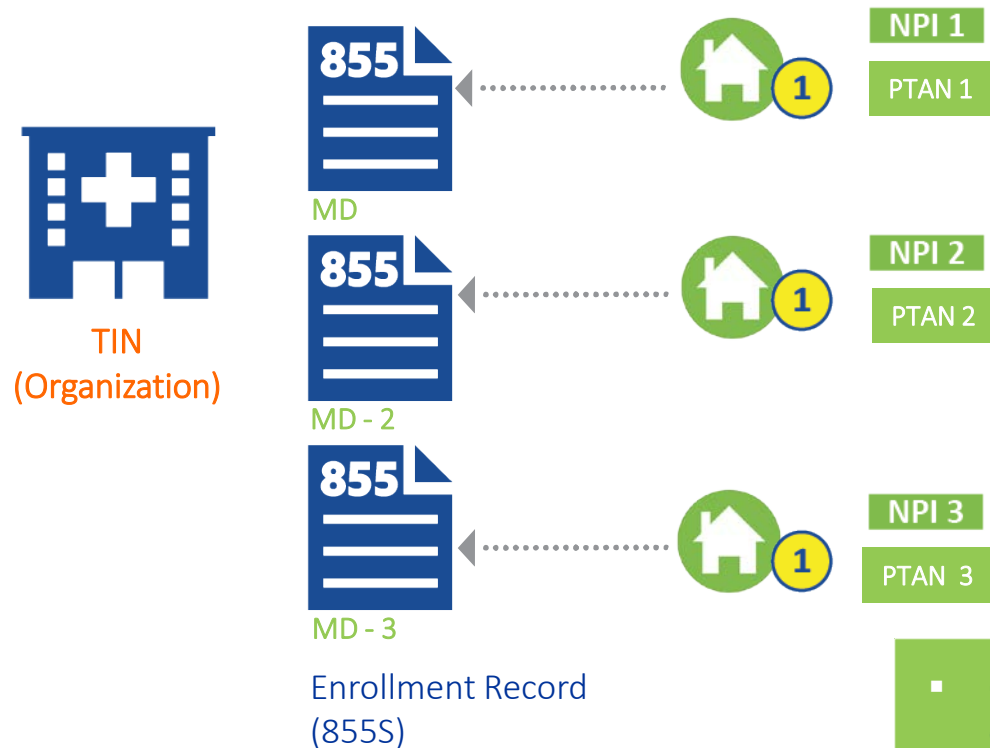 855
1
NPI 1
PTAN 1
MD
TIN
(Organization)
855
1
NPI 2
PTAN 2
MD - 2
855
1
NPI 3
PTAN 3
MD - 3
Enrollment Record
(855S)